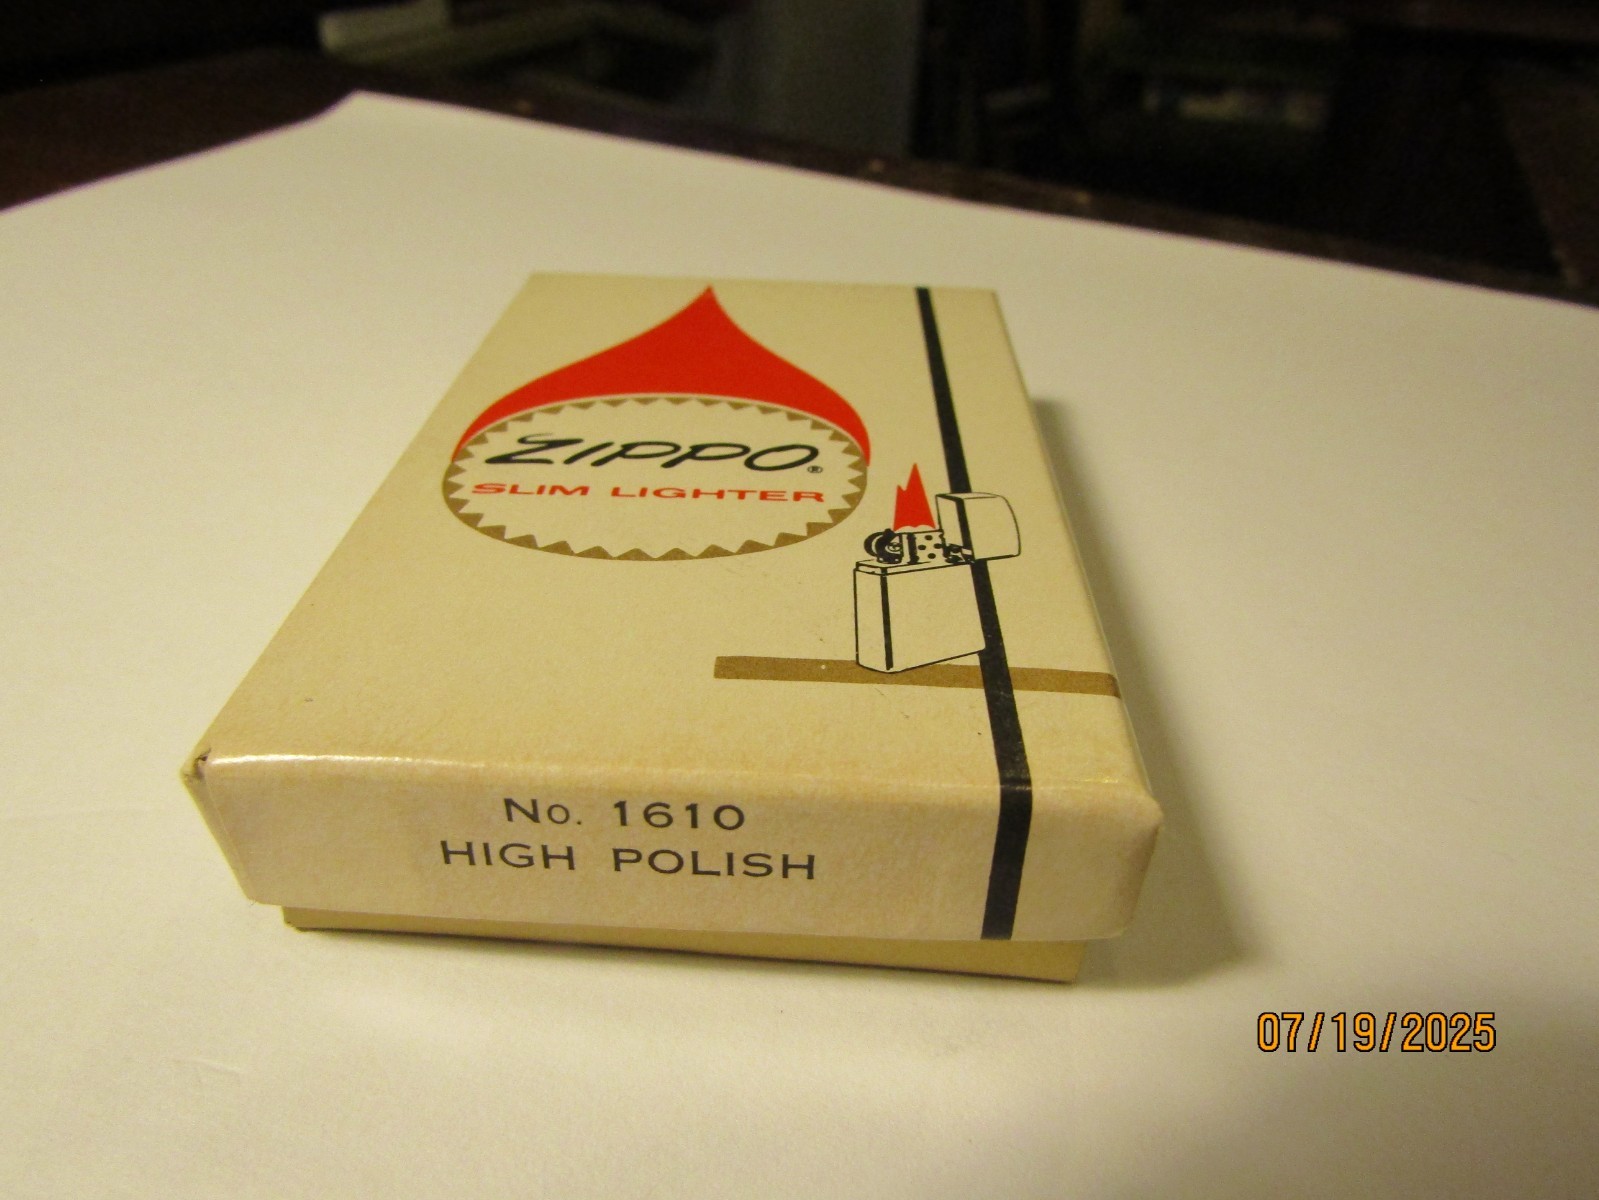 ZIPPO®
SLIM LIGHTER
No. 1610
HIGH POLISH
07/19/2025